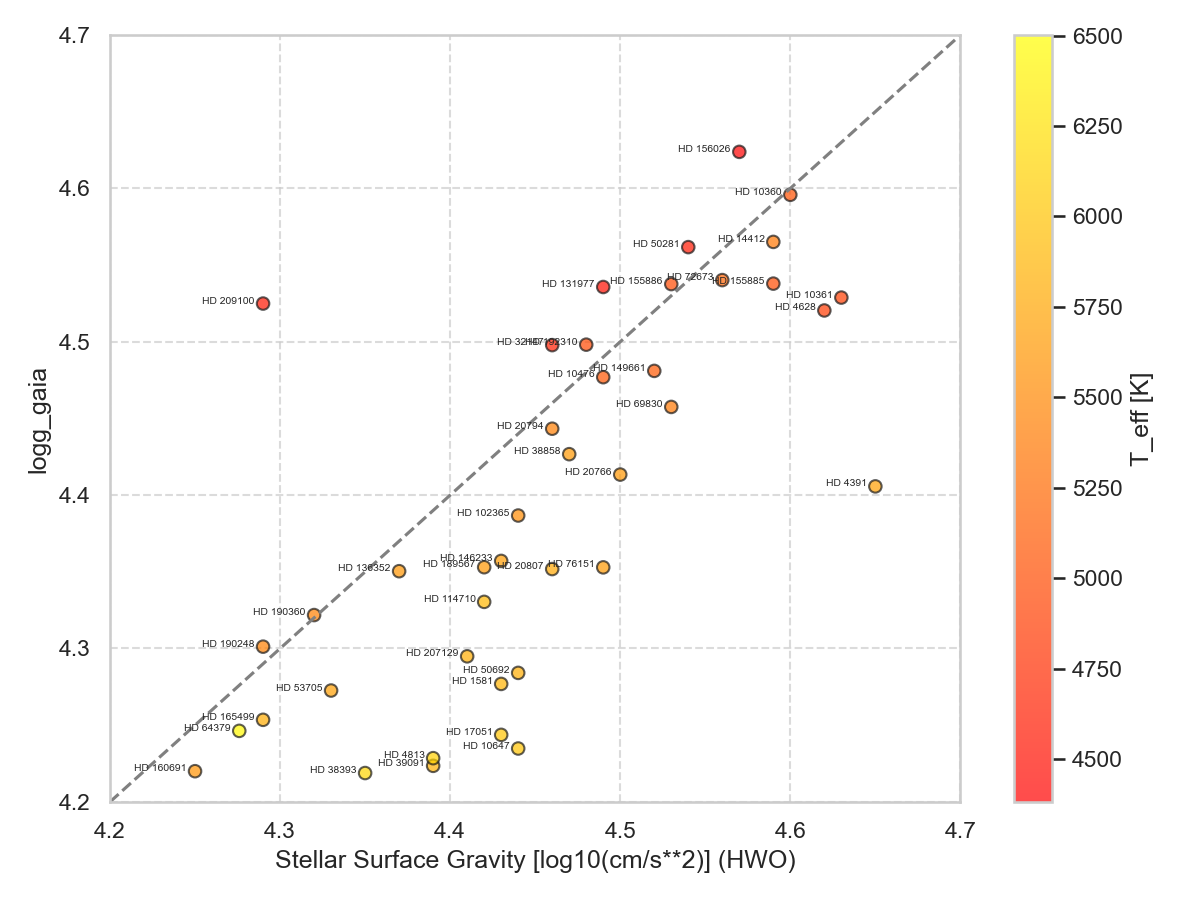 4.7
6500
6250
HD 156026
4.6
HD 10360
6000
HD 14412
HD 50281
HD 72673
HD 155886
HD 155885
HD 131977
5750
HD 10361
HD 209100
HD 4628
4.5
HD 192310
HD 149661
HD 10476
5500
logg_gaia
T_eff [K]
HD 69830
HD 20794
HD 38858
HD 20766
5250
HD 4391
4.4
HD 102365
HD 146233
HD 189567
HD 20807
HD 76151
HD 136352
5000
HD 114710
HD 190360
HD 190248
4.3
HD 207129
4750
HD 50692
HD 1581
HD 53705
HD 165499
HD 64379
HD 17051
HD 10647
4500
HD 4813
HD 39091
HD 160691
HD 38393
4.2
4.2
4.3
4.4
4.5
4.6
4.7
Stellar Surface Gravity [log10(cm/s**2)] (HWO)